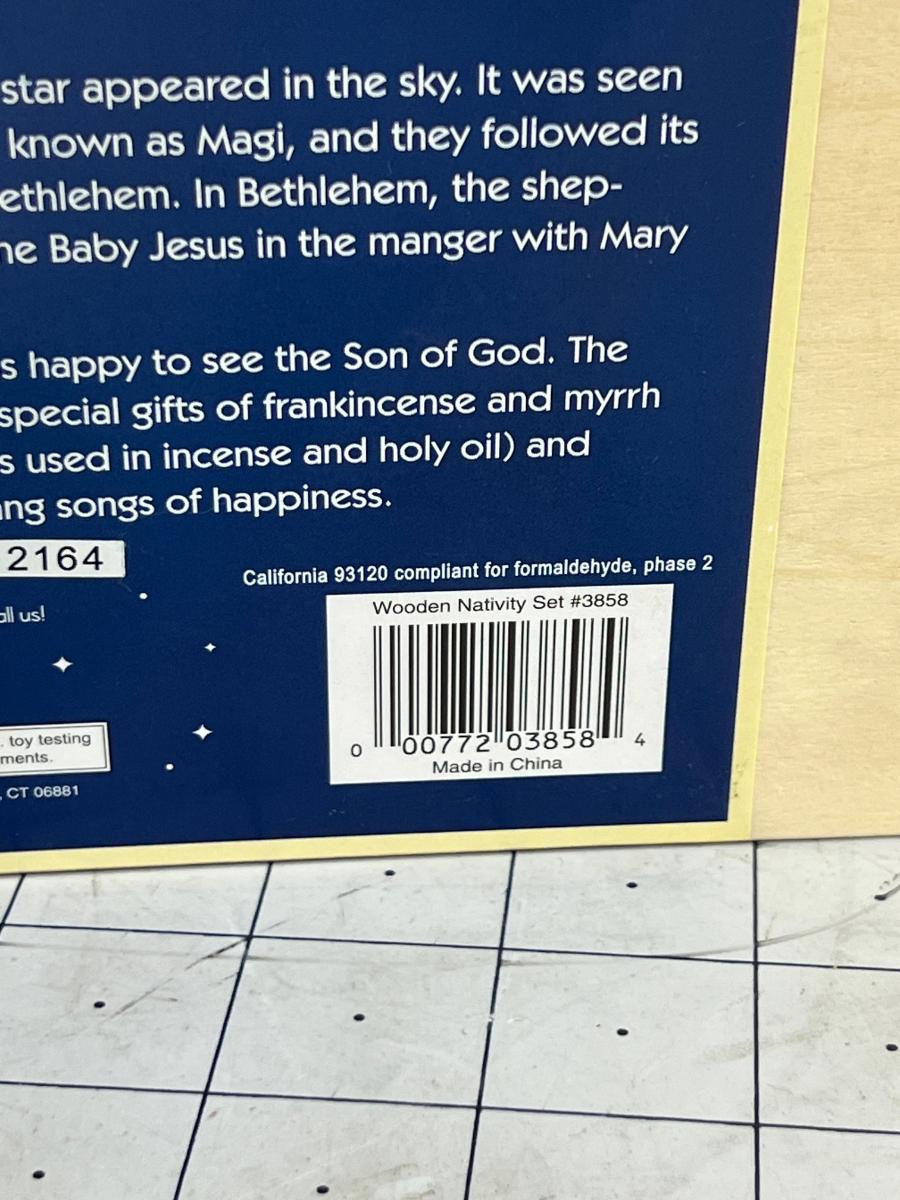 star appeared in the sky. It was seen
known as Magi, and they followed its
ethlehem. In Bethlehem, the shep-
he Baby Jesus in the manger with Mary
s happy to see the Son of God. The
special gifts of frankincense and myrrh
s used in incense and holy oil) and
ng songs of happiness.
2164
California 93120 compliant for formaldehyde, phase 2
all us!
Wooden Nativity Set #3858
0 00772 03858 4
Made in China
. toy testing
ments.
, CT 06881